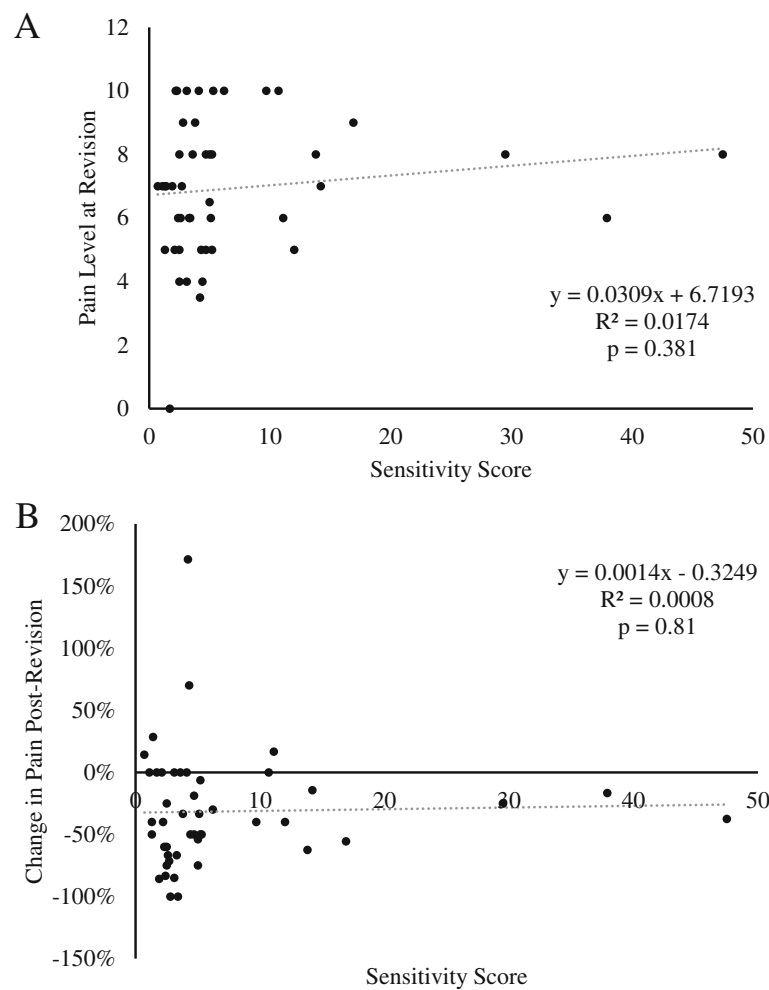 A
12
10
8
6
4
2
0
Pain Level at Revision
y = 0.0309x + 6.7193
R² = 0.0174
p = 0.381
0 10 20 30 40 50
Sensitivity Score
B
200%
150%
100%
50%
0%
-50%
-100%
-150%
Change in Pain Post-Revision
y = 0.0014x - 0.3249
R² = 0.0008
p = 0.81
0 10 20 30 40 50
Sensitivity Score